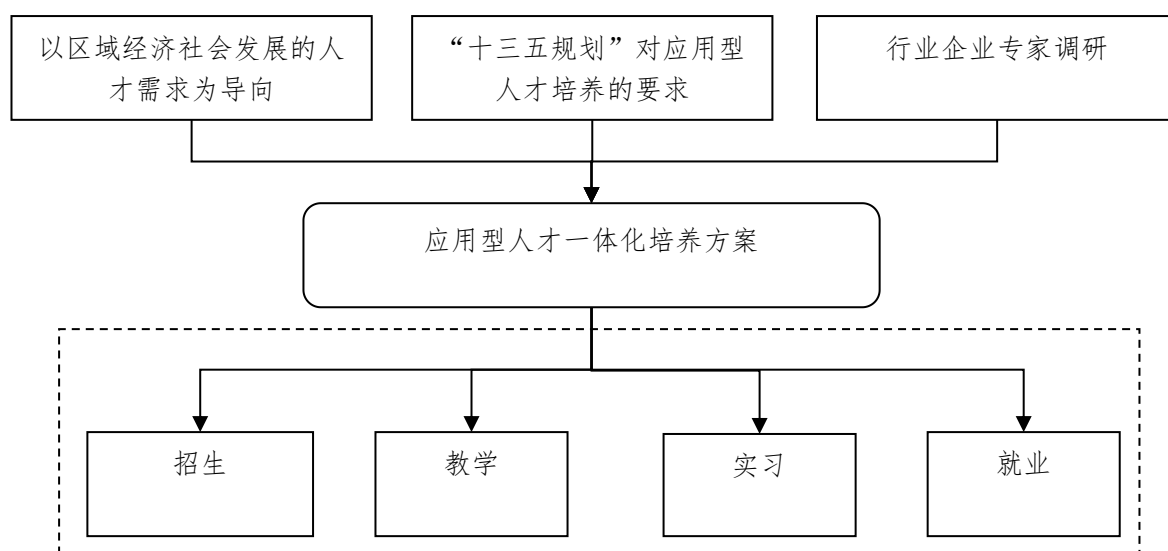 以区域经济社会发展的人
才需求为导向
“十三五规划”对应用型
人才培养的要求
行业企业专家调研
应用型人才一体化培养方案
招生
教学
实习
就业